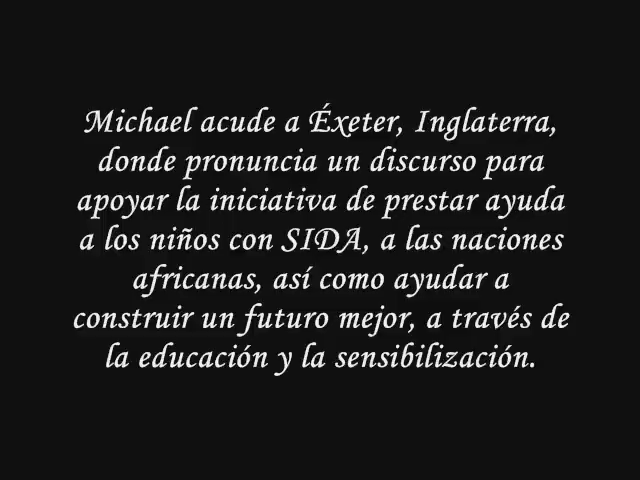 Michael acude a Éxeter, Inglaterra,
donde pronuncia un discurso para
apoyar la iniciativa de prestar ayuda
a los niños con SIDA, a las naciones
africanas, así como ayudar a
construir un futuro mejor, a través de
la educación y la sensibilización.